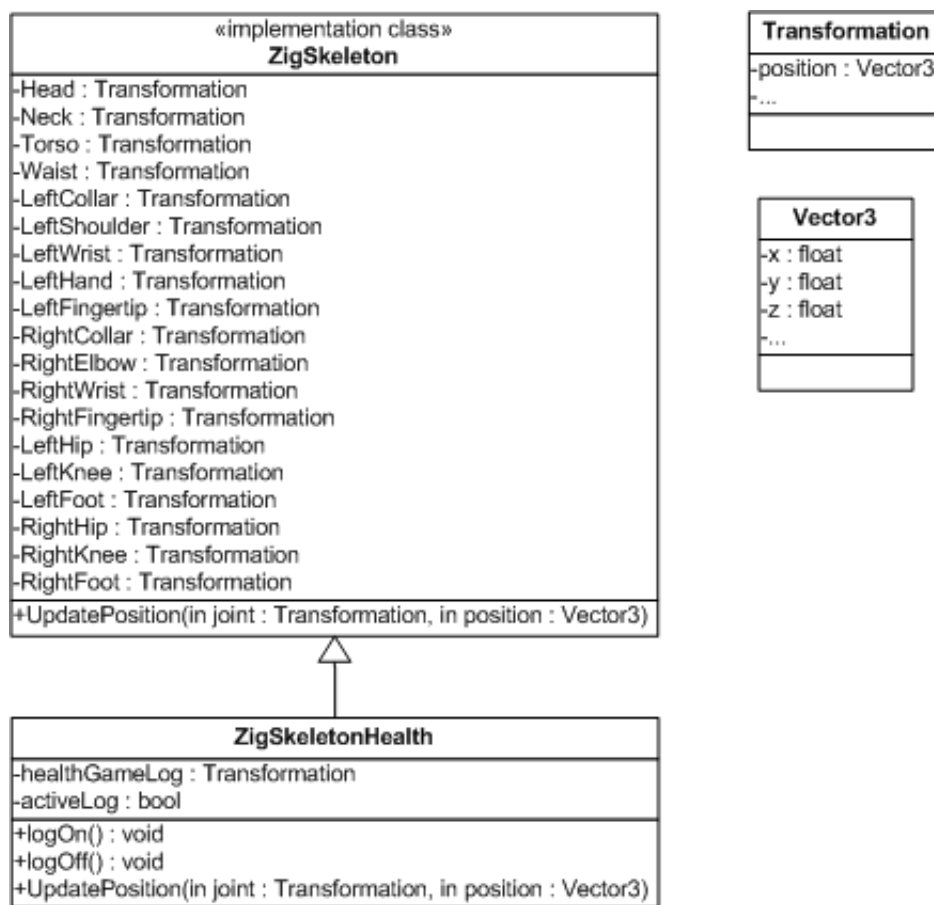 «implementation class»
ZigSkeleton
-Head : Transformation
-Neck : Transformation
-Torso : Transformation
-Waist : Transformation
-LeftCollar : Transformation
-LeftShoulder : Transformation
-LeftWrist : Transformation
-LeftHand : Transformation
-LeftFingertip : Transformation
-RightCollar : Transformation
-RightElbow : Transformation
-RightWrist : Transformation
-RightFingertip : Transformation
-LeftHip : Transformation
-LeftKnee : Transformation
-LeftFoot : Transformation
-RightHip : Transformation
-RightKnee : Transformation
-RightFoot : Transformation
+UpdatePosition(in joint : Transformation, in position : Vector3)
Transformation
-position : Vector3
-...
Vector3
-x : float
-y : float
-z : float
-...
ZigSkeletonHealth
-healthGameLog : Transformation
-activeLog : bool
+logOn() : void
+logOff() : void
+UpdatePosition(in joint : Transformation, in position : Vector3)